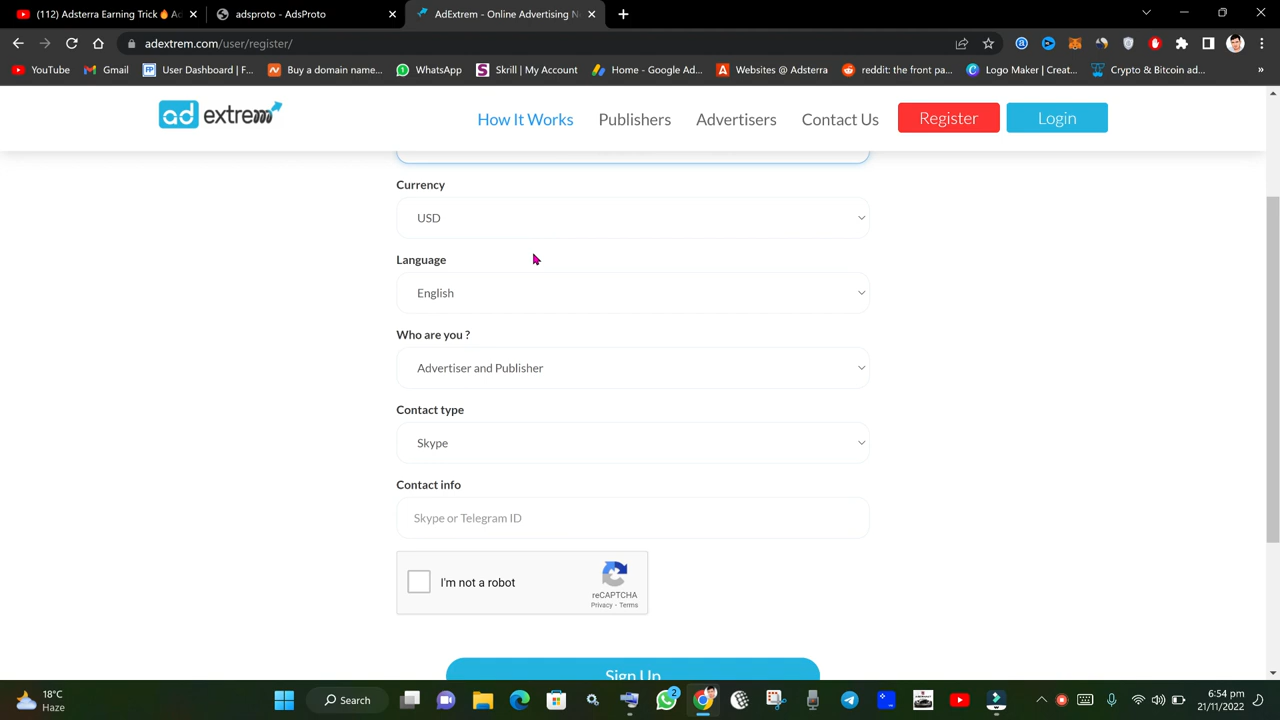 (112) Adsterra Earning Trick🔥 Ad
adsproto - AdsProto
AdExtrem - Online Advertising N
adextrem.com/user/register/
YouTube
Gmail
User Dashboard | F...
Buy a domain name...
WhatsApp
Skrill | My Account
Home - Google Ad...
Websites @ Adsterra
reddit: the front pa...
Logo Maker | Creat...
Crypto & Bitcoin ad...
»
ad extrem
How It Works
Publishers
Advertisers
Contact Us
Register
Login
Currency
USD
Language
English
Who are you ?
Advertiser and Publisher
Contact type
Skype
Contact info
Skype or Telegram ID
I'm not a robot
reCAPTCHA
Privacy - Terms
Sign Up
18°C
Haze
Search
2
6:54 pm
21/11/2022